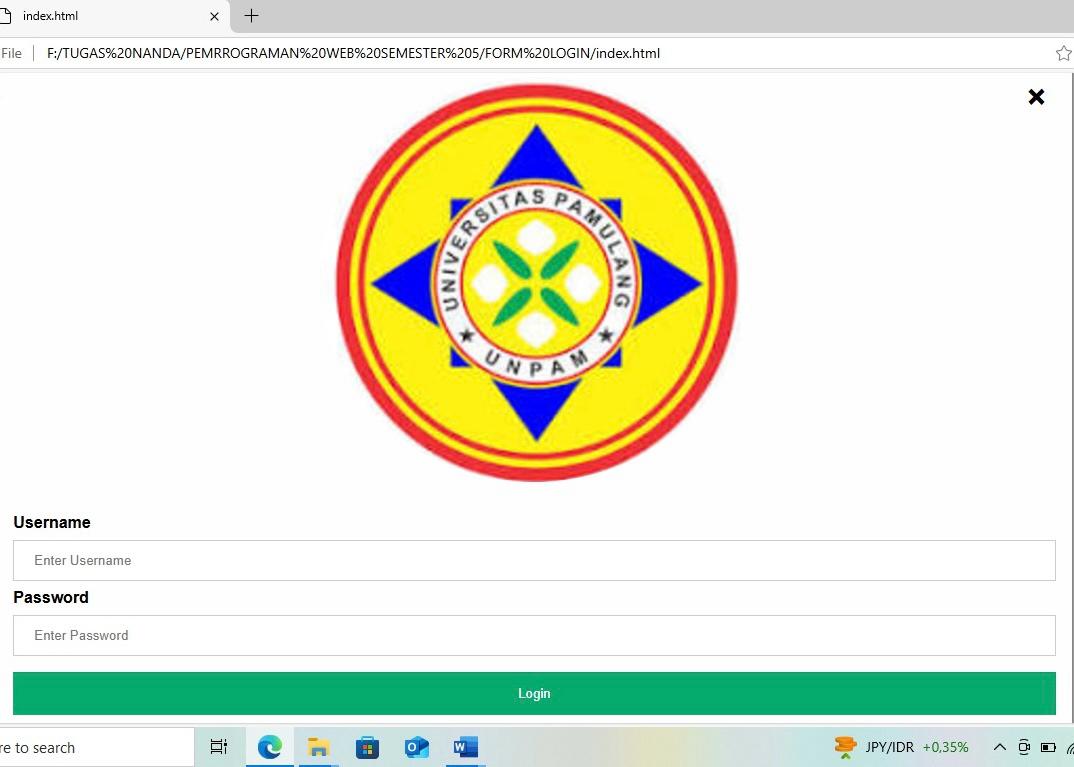 index.html
File F:/TUGAS%20NANDA/PEMRROGRAMAN%20WEB%20SEMESTER%205/FORM%20LOGIN/index.html
UNIVERSITAS PAMULANG
★ UNPAM ★
Username
Enter Username
Password
Enter Password
Login
re to search
JPY/IDR +0,35%